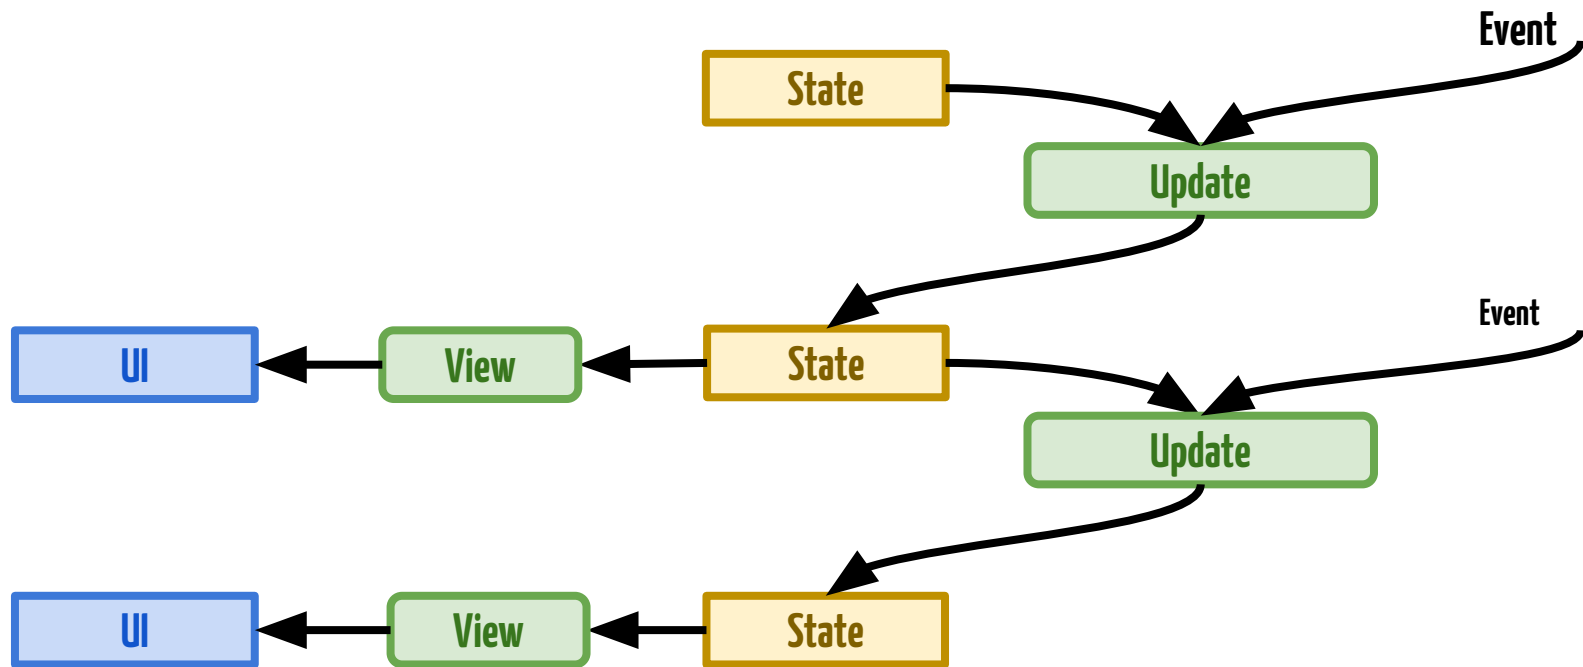 Event
State
Update
Event
UI
View
State
Update
UI
View
State